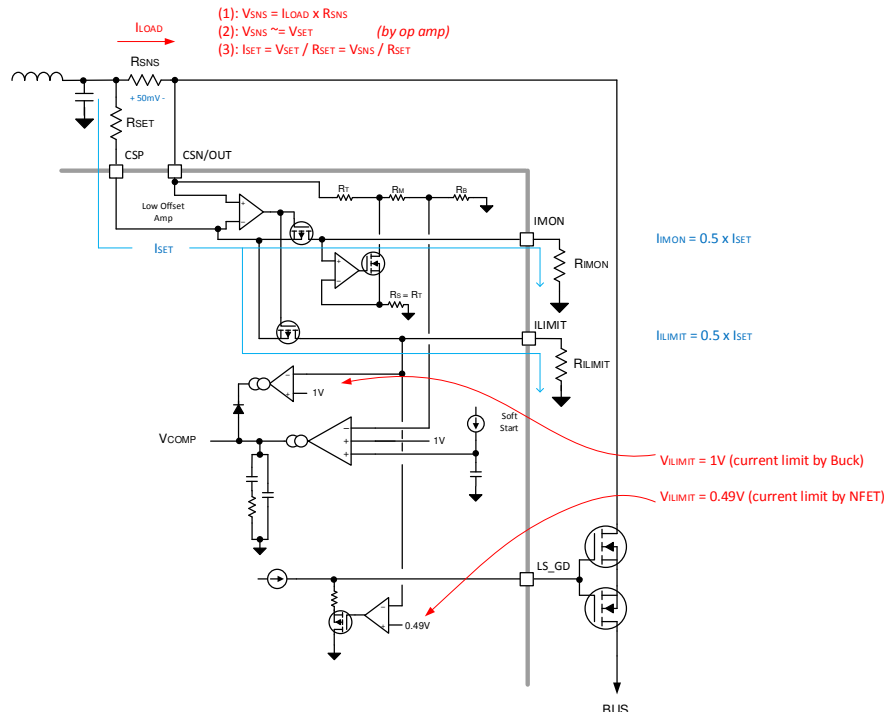 (1): VSNS = ILOAD x RSNS
(2): VSNS ~= VSET (by op amp)
(3): ISET = VSET / RSET = VSNS / RSET
ILOAD
RSNS
+ 50mV -
RSET
CSP
CSN/OUT
RT
RM
RB
Low Offset
Amp
+
-
IMON
ISET
IIMON = 0.5 x ISET
RIMON
+
-
RS = RT
ILIMIT
IILIMIT = 0.5 x ISET
RILIMIT
-
+
1V
Soft
Start
VCOMP
-
+
+
1V
VILIMIT = 1V (current limit by Buck)
VILIMIT = 0.49V (current limit by NFET)
LS_GD
-
+
0.49V
BUS